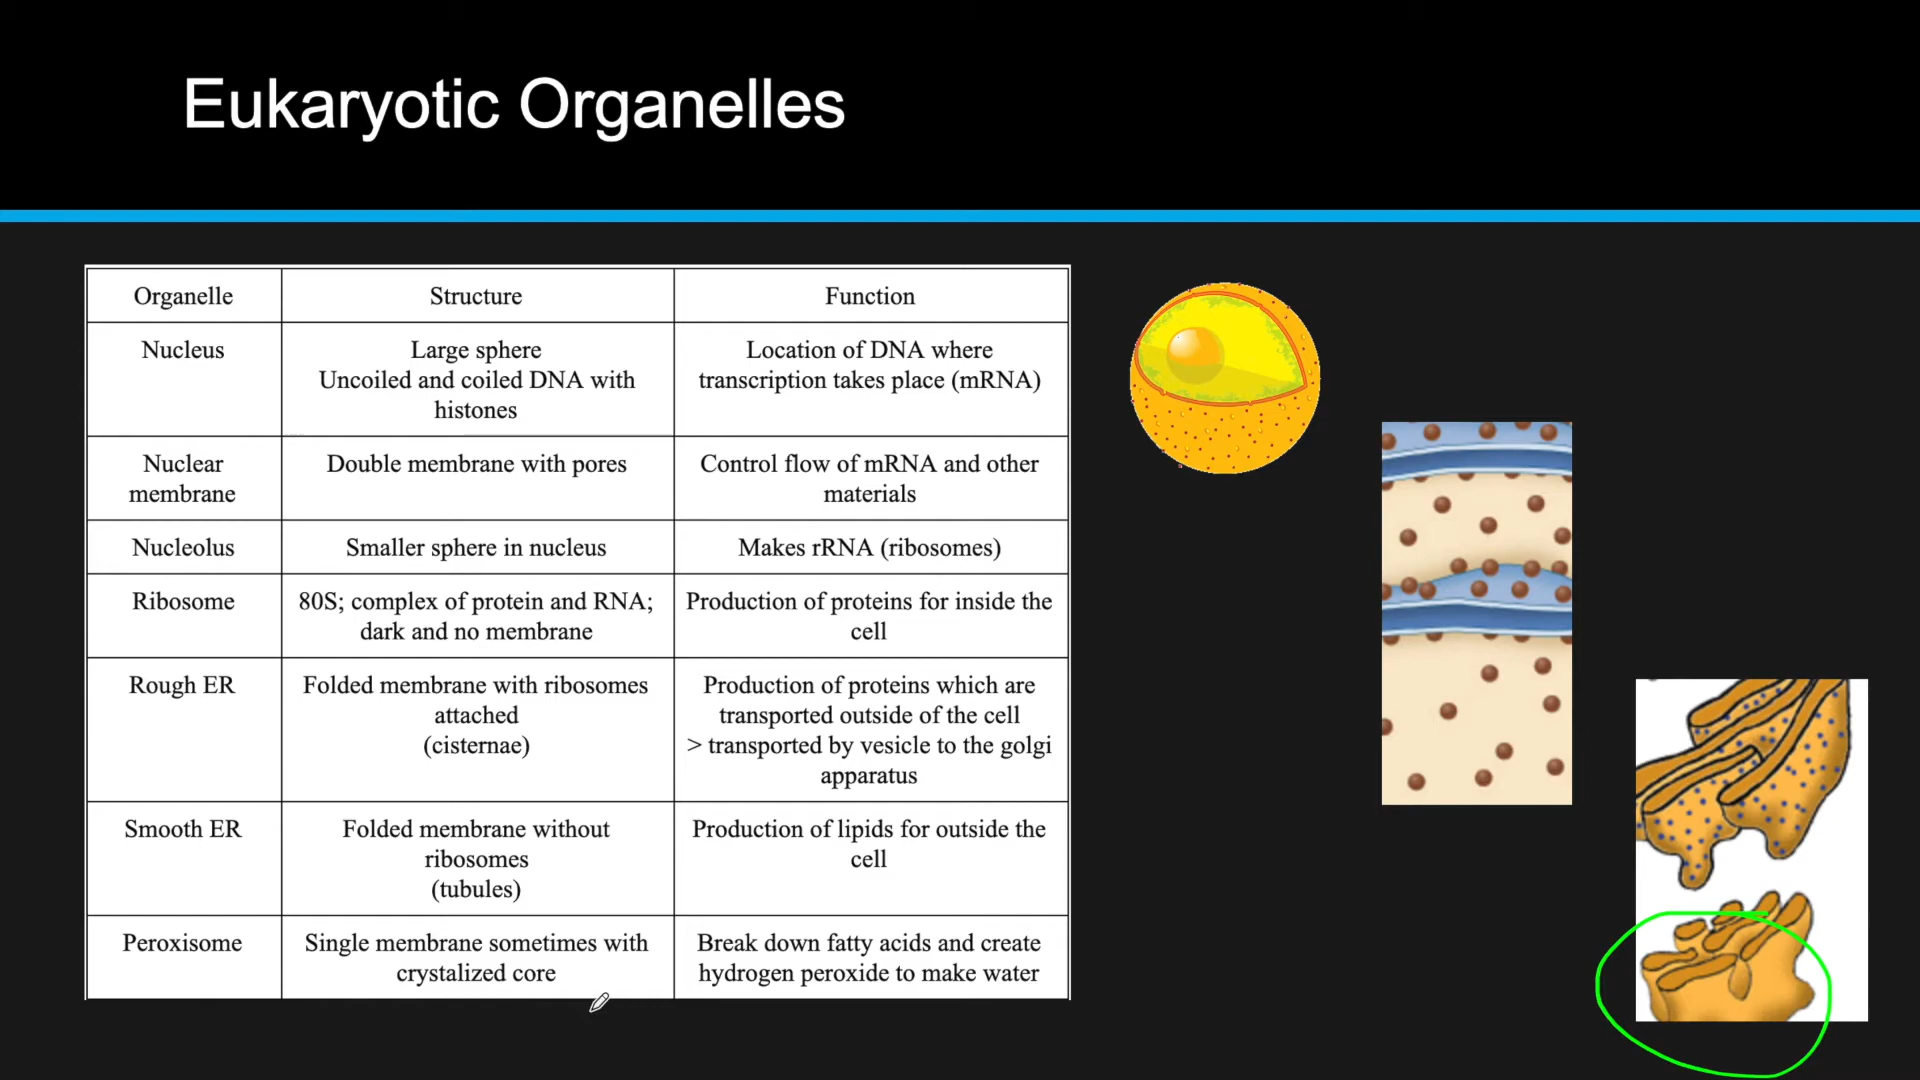 Eukaryotic Organelles
Organelle
Structure
Function
Nucleus
Large sphere
Uncoiled and coiled DNA with
histones
Location of DNA where
transcription takes place (mRNA)
Nuclear
membrane
Double membrane with pores
Control flow of mRNA and other
materials
Nucleolus
Smaller sphere in nucleus
Makes rRNA (ribosomes)
Ribosome
80S; complex of protein and RNA;
dark and no membrane
Production of proteins for inside the
cell
Rough ER
Folded membrane with ribosomes
attached
(cisternae)
Production of proteins which are
transported outside of the cell
> transported by vesicle to the golgi
apparatus
Smooth ER
Folded membrane without
ribosomes
(tubules)
Production of lipids for outside the
cell
Peroxisome
Single membrane sometimes with
crystalized core
Break down fatty acids and create
hydrogen peroxide to make water